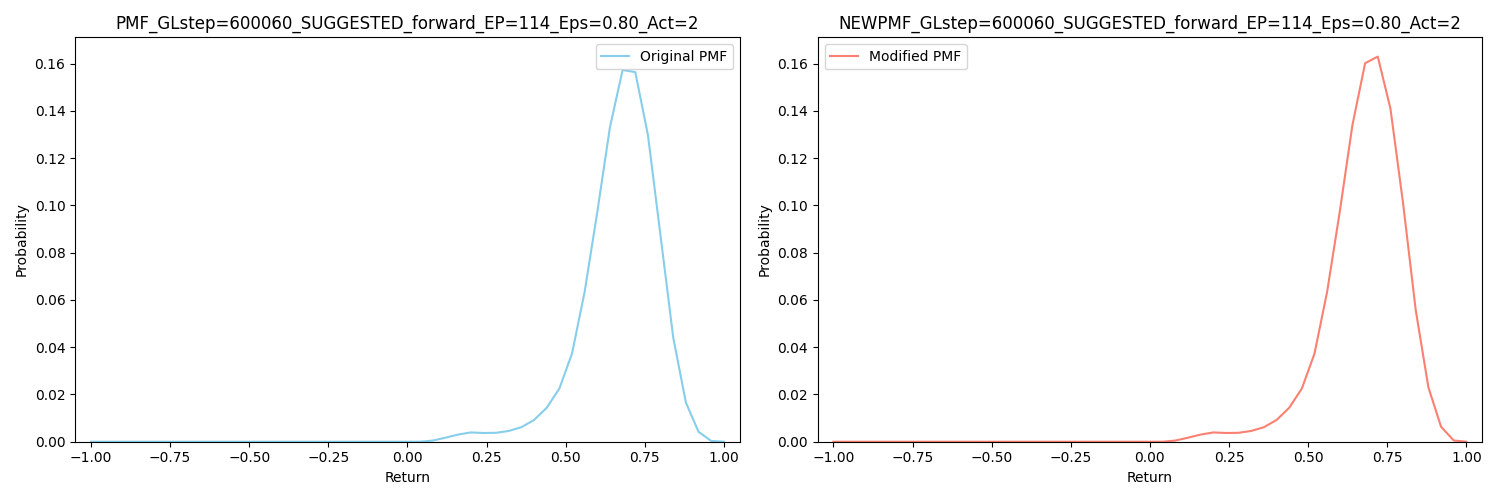 PMF_GLstep=600060_SUGGESTED_forward_EP=114_Eps=0.80_Act=2
Original PMF
0.16
0.14
0.12
0.10
0.08
0.06
0.04
0.02
0.00
Probability
−1.00 −0.75 −0.50 −0.25 0.00 0.25 0.50 0.75 1.00
Return
NEWPMF_GLstep=600060_SUGGESTED_forward_EP=114_Eps=0.80_Act=2
Modified PMF
0.16
0.14
0.12
0.10
0.08
0.06
0.04
0.02
0.00
Probability
−1.00 −0.75 −0.50 −0.25 0.00 0.25 0.50 0.75 1.00
Return